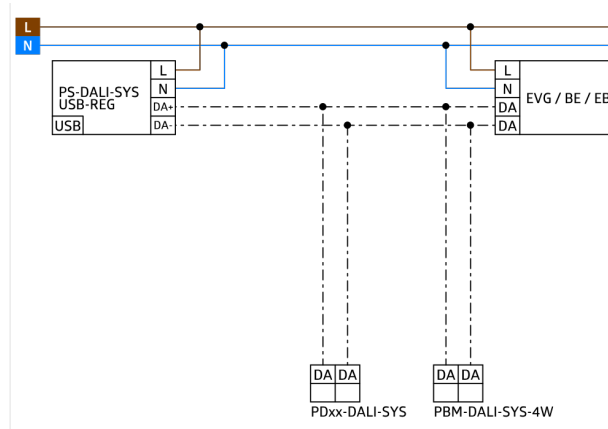 L
N
PS-DALI-SYS
USB-REG
USB
L
N
DA+
DA-
L
N
DA
DA
EVG / BE / EB
DA DA
PDxx-DALI-SYS
DA DA
PBM-DALI-SYS-4W